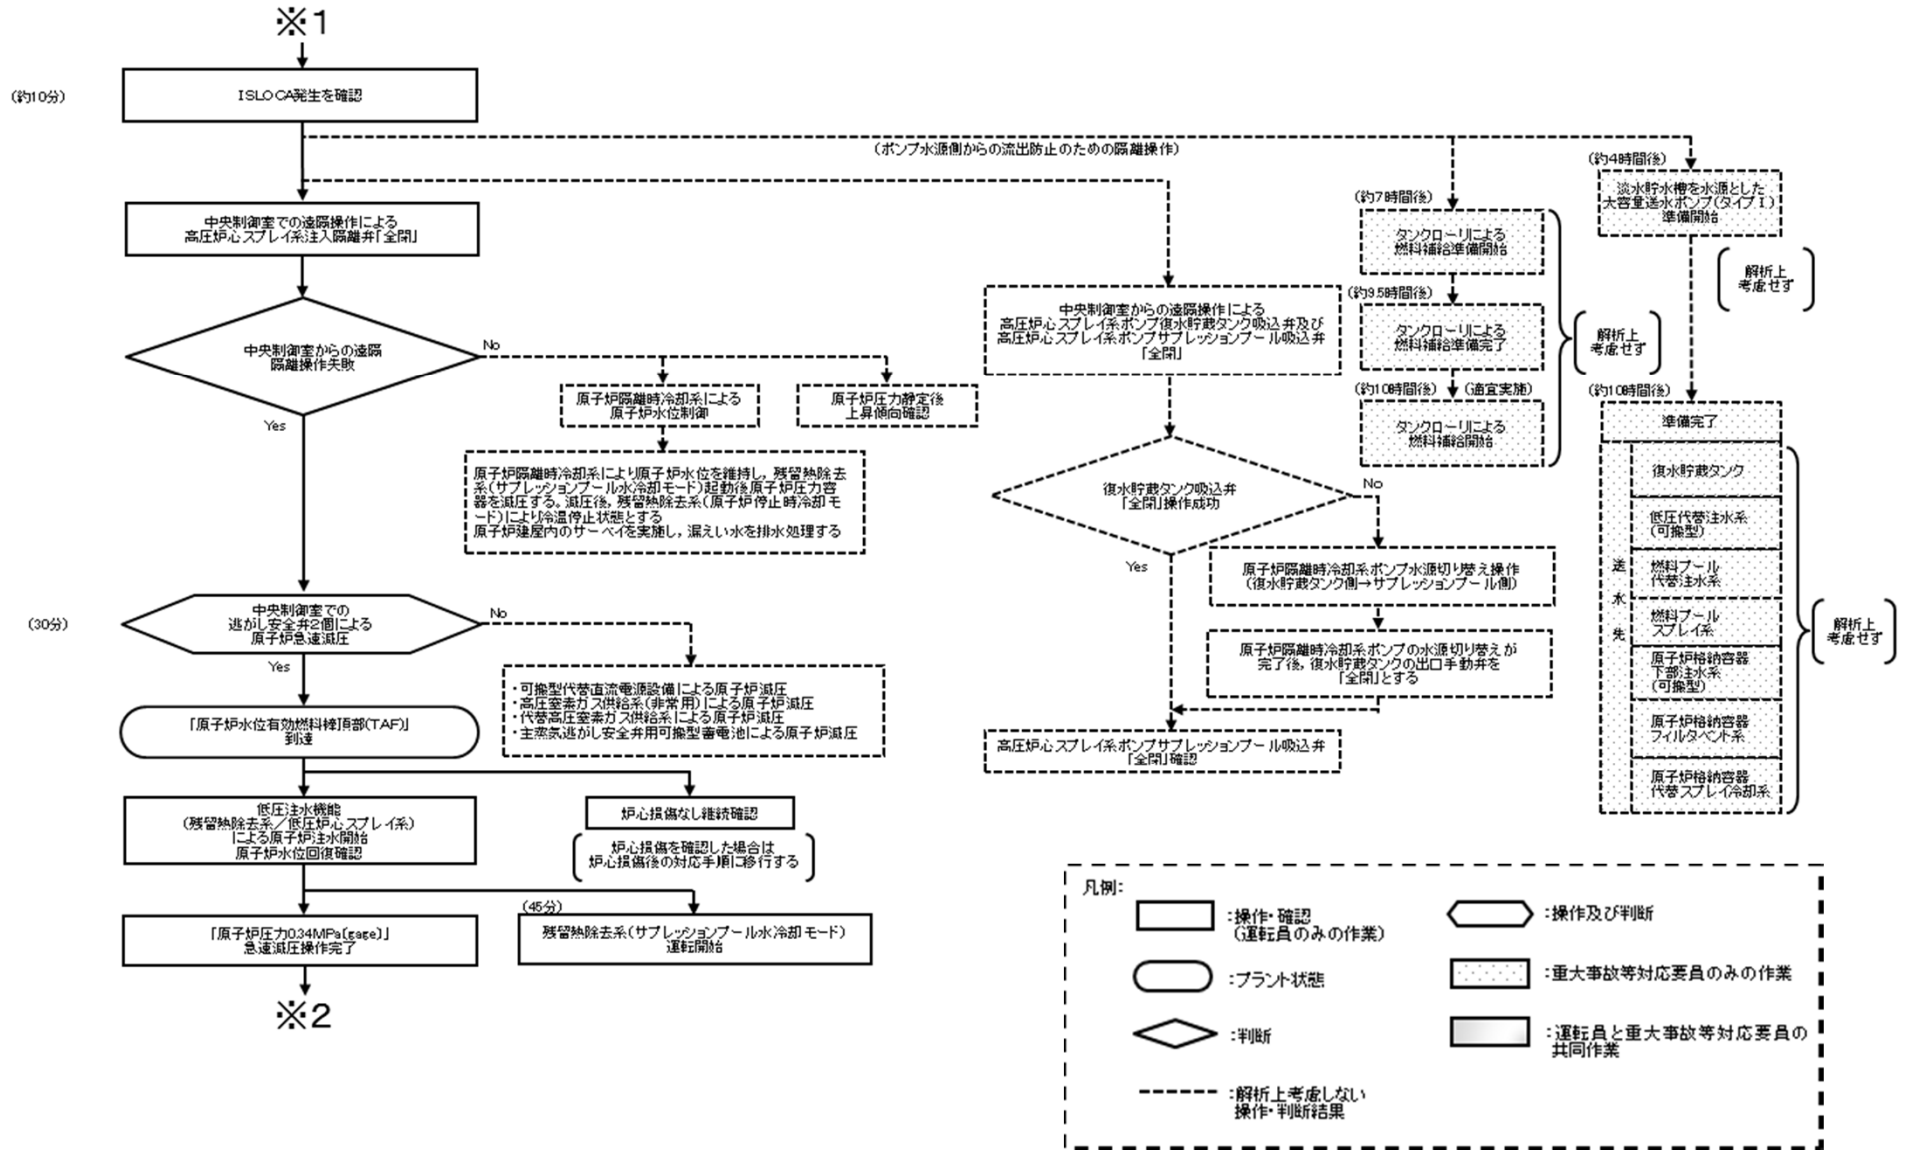 ※1
(約10分)
ISLOCA発生を確認
(ポンプ水源側からの流出防止のための隔離操作)
中央制御室での遠隔操作による
高圧炉心スプレイ系注入隔離弁「全閉」
中央制御室からの遠隔
隔離操作失敗
No
Yes
原子炉隔離時冷却系による
原子炉水位制御
原子炉圧力静定後
上昇傾向確認
原子炉隔離時冷却系により原子炉水位を維持し，残留熱除去
系(サプレッションプール水冷却モード)起動後原子炉圧力容
器を減圧する。減圧後，残留熱除去系(原子炉停止時冷却モ
ード)により冷温停止状態とする
原子炉建屋内のサーベイを実施し，漏えい水を排水処理する
(30分)
中央制御室での
逃がし安全弁2個による
原子炉急速減圧
No
Yes
・可搬型代替直流電源設備による原子炉減圧
・高圧窒素ガス供給系(非常用)による原子炉減圧
・代替高圧窒素ガス供給系による原子炉減圧
・主蒸気逃がし安全弁用可搬型蓄電池による原子炉減圧
「原子炉水位有効燃料棒頂部(TAF)」
到達
低圧注水機能
(残留熱除去系／低圧炉心スプレイ系)
による原子炉注水開始
原子炉水位回復確認
炉心損傷なし継続確認
炉心損傷を確認した場合は
炉心損傷後の対応手順に移行する
(45分)
「原子炉圧力0.34MPa[gage]」
急速減圧操作完了
残留熱除去系(サプレッションプール水冷却モード)
運転開始
※2
中央制御室からの遠隔操作による
高圧炉心スプレイ系ポンプ復水貯蔵タンク吸込弁及び
高圧炉心スプレイ系ポンプサプレッションプール吸込弁
「全閉」
復水貯蔵タンク吸込弁
「全閉」操作成功
No
Yes
原子炉隔離時冷却系ポンプ水源切り替え操作
(復水貯蔵タンク側→サプレッションプール側)
原子炉隔離時冷却系ポンプの水源切り替えが
完了後，復水貯蔵タンクの出口手動弁を
「全閉」とする
高圧炉心スプレイ系ポンプサプレッションプール吸込弁
「全閉」確認
(約7時間後)
タンクローリによる
燃料補給準備開始
(約9.5時間後)
タンクローリによる
燃料補給準備完了
(約10時間後)
(適宜実施)
タンクローリによる
燃料補給開始
解析上
考慮せず
(約4時間後)
淡水貯水槽を水源とした
大容量送水ポンプ(タイプⅠ)
準備開始
解析上
考慮せず
(約10時間後)
準備完了
送水先
復水貯蔵タンク
低圧代替注水系
(可搬型)
燃料プール
代替注水系
燃料プール
スプレイ系
原子炉格納容器
下部注水系
(可搬型)
原子炉格納容器
フィルタベント系
原子炉格納容器
代替スプレイ冷却系
解析上
考慮せず
凡例：
：操作・確認
(運転員のみの作業)
：操作及び判断
：プラント状態
：重大事故等対応要員のみの作業
：判断
：運転員と重大事故等対応要員の
共同作業
：解析上考慮しない
操作・判断結果